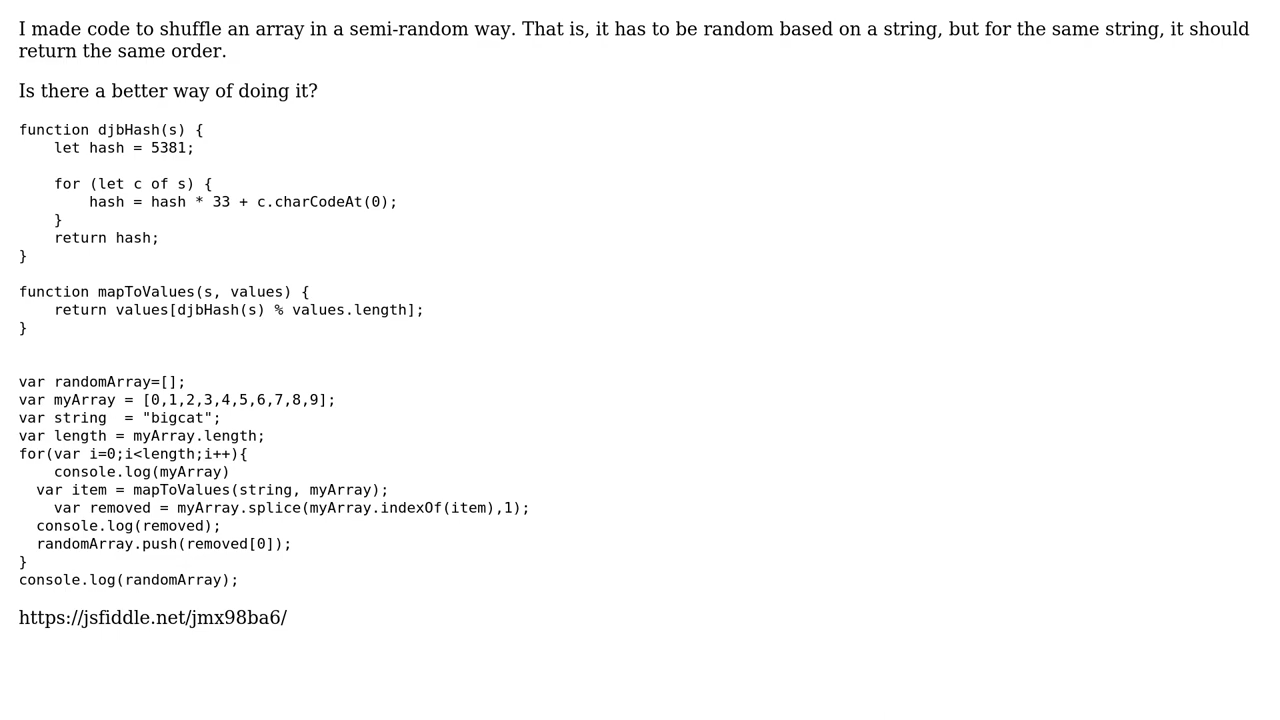 I made code to shuffle an array in a semi-random way. That is, it has to be random based on a string, but for the same string, it should
return the same order.
Is there a better way of doing it?
function djbHash(s) {
    let hash = 5381;

    for (let c of s) {
        hash = hash * 33 + c.charCodeAt(0);
    }
    return hash;
}

function mapToValues(s, values) {
    return values[djbHash(s) % values.length];
}


var randomArray=[];
var myArray = [0,1,2,3,4,5,6,7,8,9];
var string  = "bigcat";
var length = myArray.length;
for(var i=0;i<length;i++){
    console.log(myArray)
  var item = mapToValues(string, myArray);
    var removed = myArray.splice(myArray.indexOf(item),1);
  console.log(removed);
  randomArray.push(removed[0]);
}
console.log(randomArray);
https://jsfiddle.net/jmx98ba6/